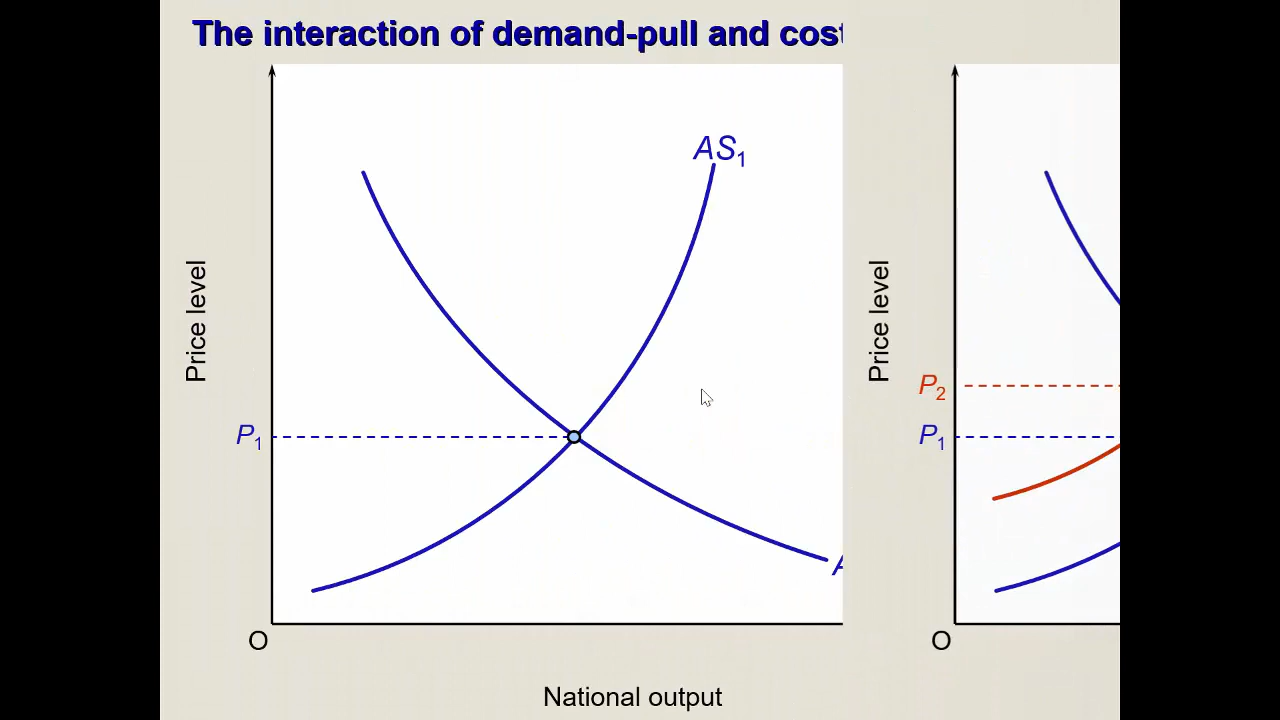 The interaction of demand-pull and cost
AS1
Price level
P1
O
National output
Price level
P2
P1
O